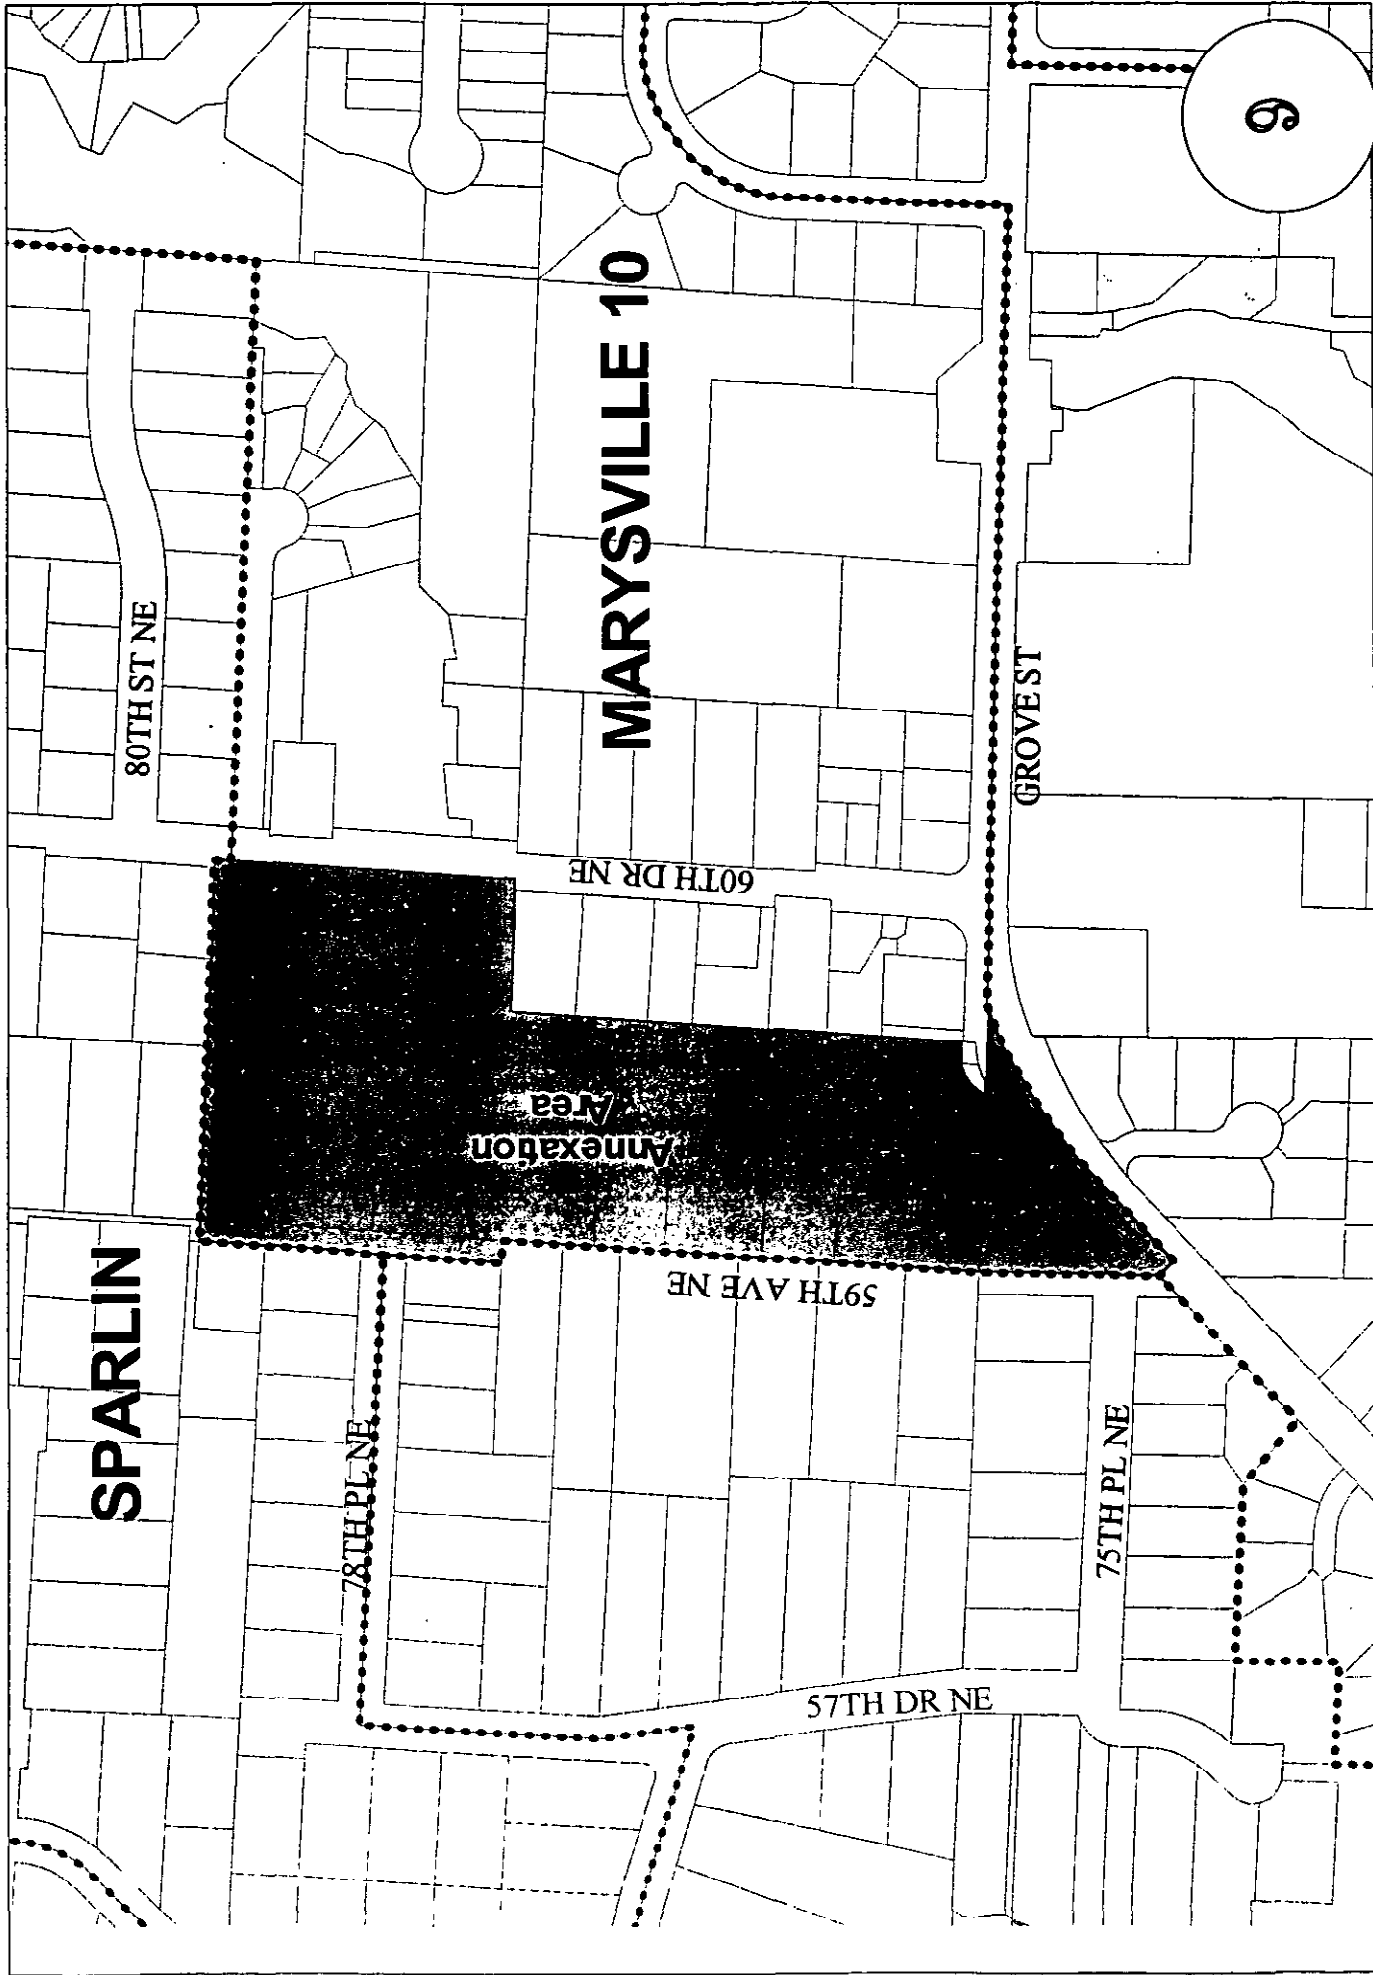 SPARLIN
MARYSVILLE 10
80TH ST NE
78TH PL NE
75TH PL NE
57TH DR NE
59TH AVE NE
60TH DR NE
GROVE ST
Annexation
Area
9